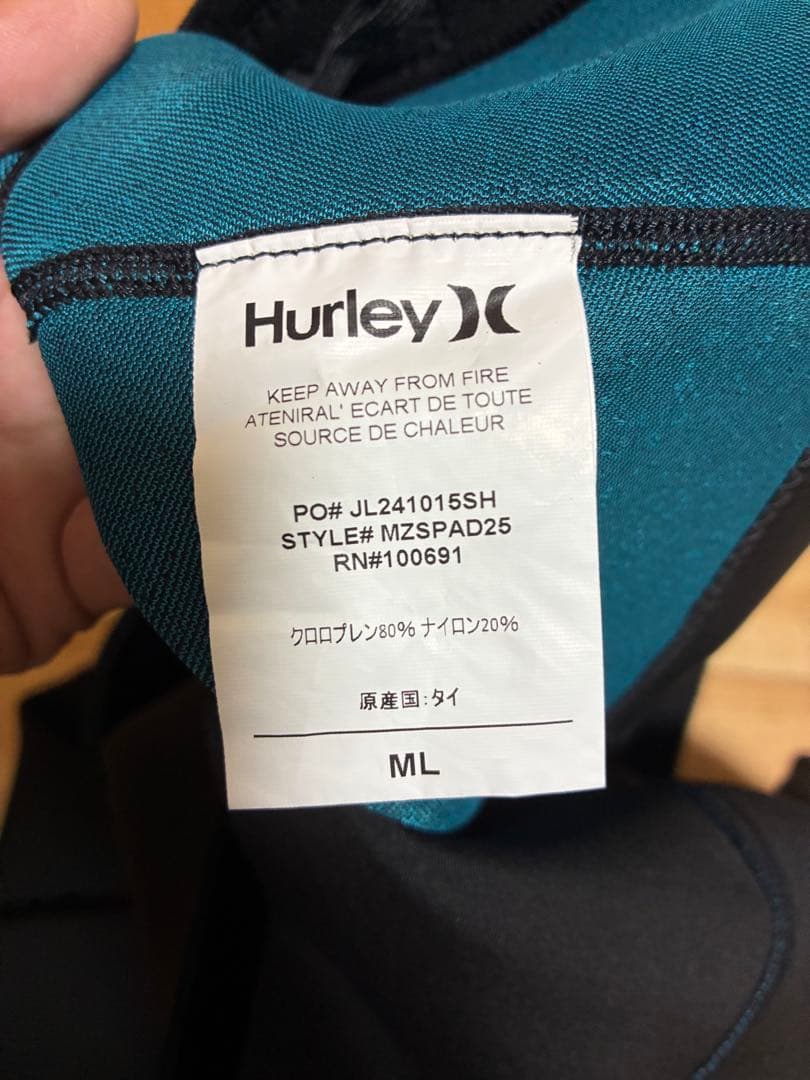 Hurley
KEEP AWAY FROM FIRE
ATENIRAL' ECART DE TOUTE
SOURCE DE CHALEUR
PO# JL241015SH
STYLE# MZSPAD25
RN#100691
クロロプレン80% ナイロン20%
原産国:タイ
ML